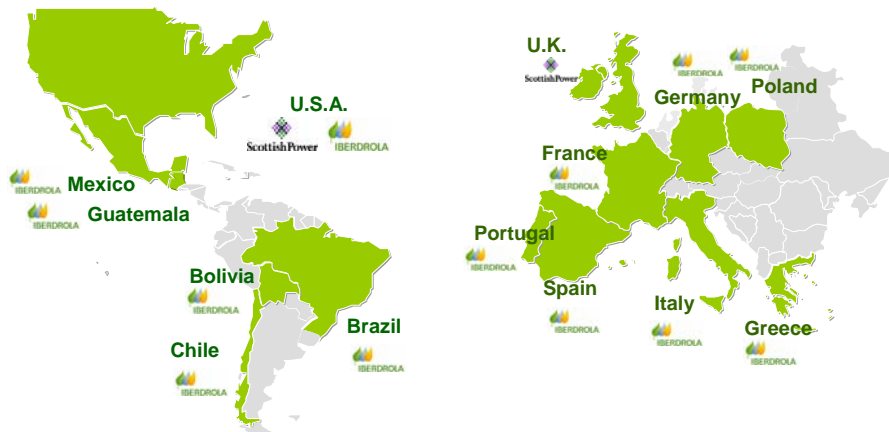 U.S.A.
ScottishPower
IBERDROLA
IBERDROLA
Mexico
IBERDROLA
Guatemala
Bolivia
IBERDROLA
Brazil
IBERDROLA
Chile
IBERDROLA
U.K.
ScottishPower
IBERDROLA
IBERDROLA
Germany
Poland
France
IBERDROLA
Portugal
IBERDROLA
Spain
IBERDROLA
Italy
IBERDROLA
Greece
IBERDROLA